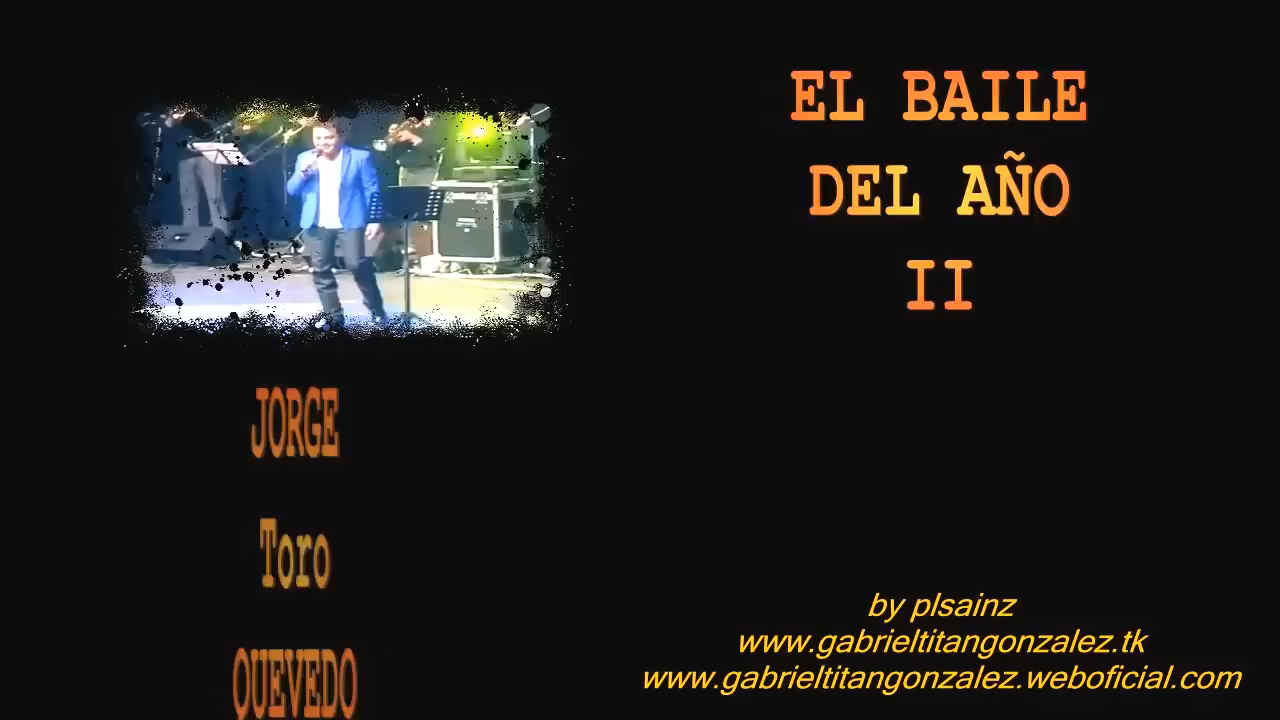 EL BAILE
DEL AÑO
II
JORGE
Toro
QUEVEDO
by plsainz
www.gabrieltitangonzalez.tk
www.gabrieltitangonzalez.weboficial.com